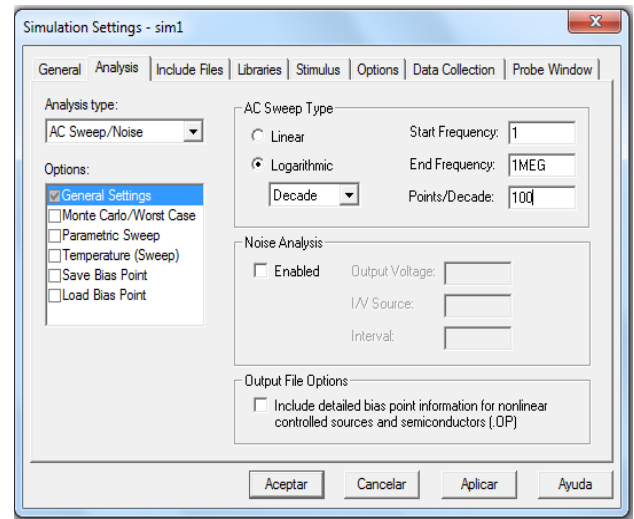 Simulation Settings - sim1
General Analysis Include Files Libraries Stimulus Options Data Collection Probe Window
Analysis type:
AC Sweep/Noise
Options:
General Settings
Monte Carlo/Worst Case
Parametric Sweep
Temperature (Sweep)
Save Bias Point
Load Bias Point
AC Sweep Type
Linear
Logarithmic
Decade
Start Frequency: 1
End Frequency: 1MEG
Points/Decade: 100
Noise Analysis
Enabled
Output Voltage:
I/V Source:
Interval:
Output File Options
Include detailed bias point information for nonlinear
controlled sources and semiconductors (.OP)
Aceptar Cancelar Aplicar Ayuda